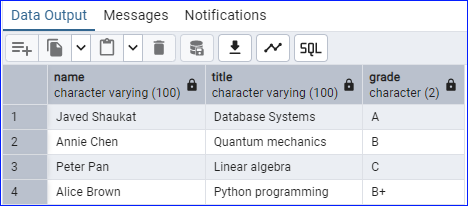 Data Output Messages Notifications
SQL
name title grade
character varying (100) character varying (100) character (2)
1 Javed Shaukat Database Systems A
2 Annie Chen Quantum mechanics B
3 Peter Pan Linear algebra C
4 Alice Brown Python programming B+